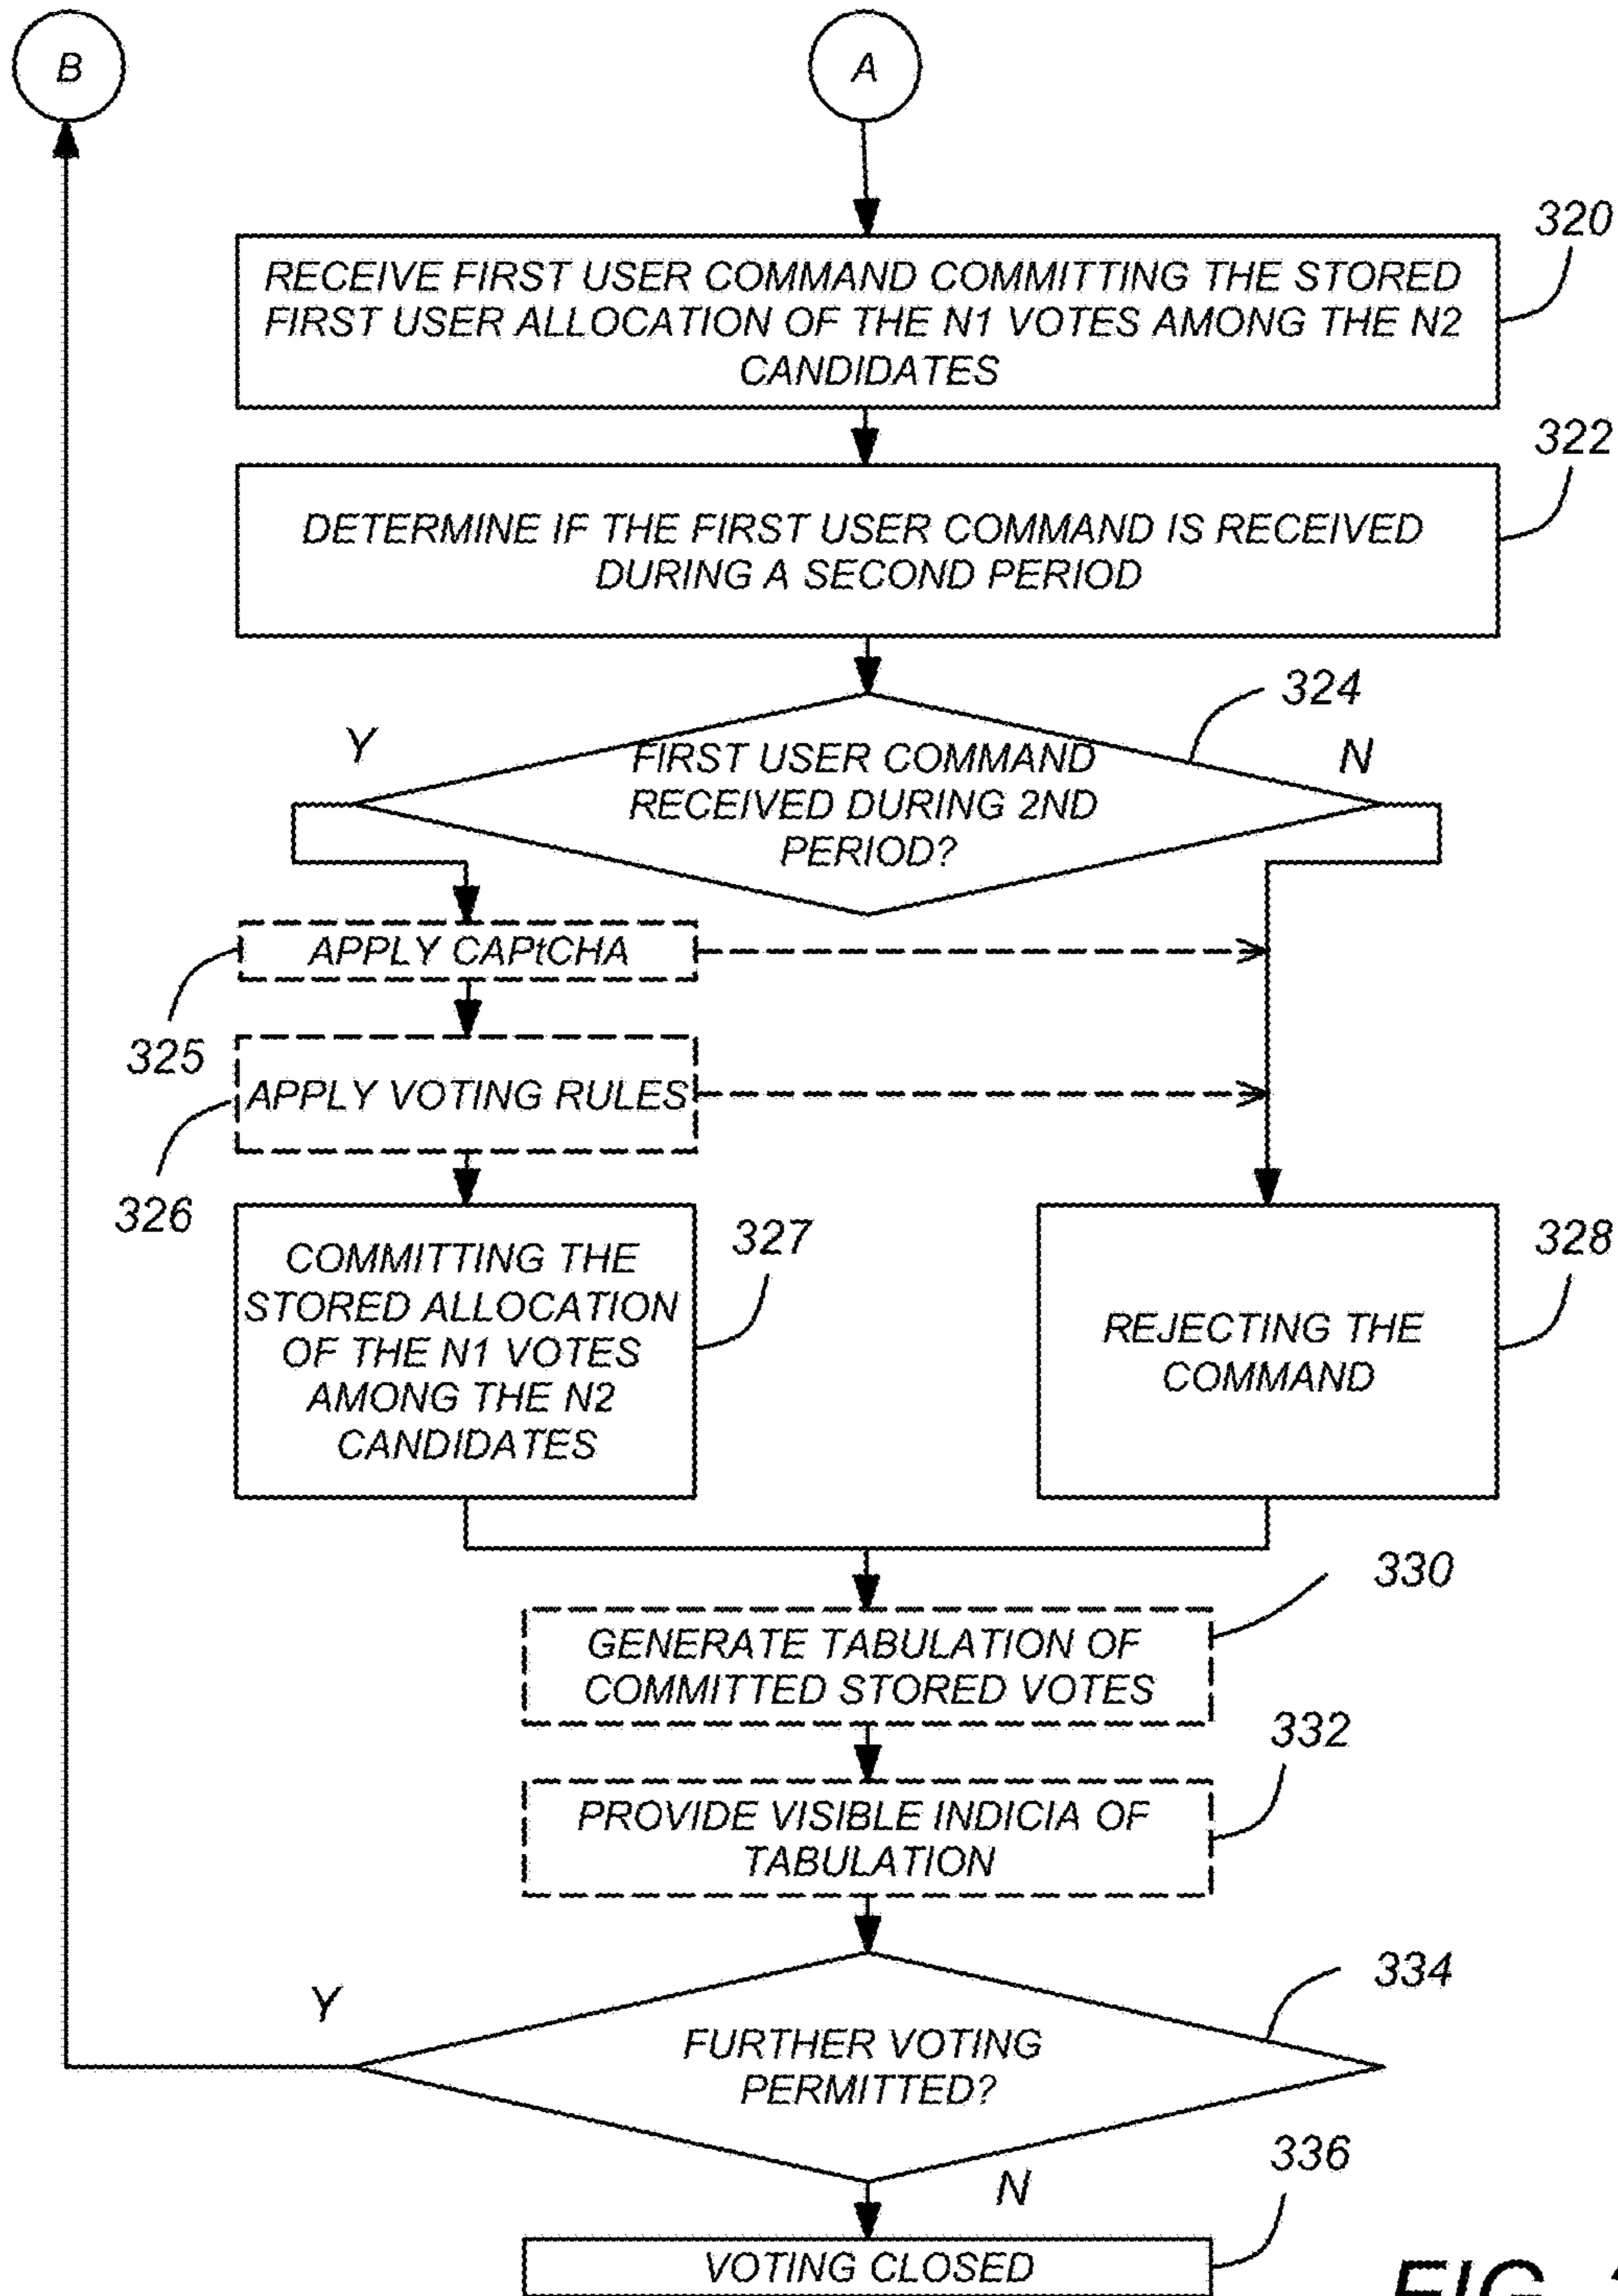 B
A
320
RECEIVE FIRST USER COMMAND COMMITTING THE STORED
FIRST USER ALLOCATION OF THE N1 VOTES AMONG THE N2
CANDIDATES
322
DETERMINE IF THE FIRST USER COMMAND IS RECEIVED
DURING A SECOND PERIOD
324
Y
N
FIRST USER COMMAND
RECEIVED DURING 2ND
PERIOD?
APPLY CAPtCHA
325
APPLY VOTING RULES
326
327
328
COMMITTING THE
STORED ALLOCATION
OF THE N1 VOTES
AMONG THE N2
CANDIDATES
REJECTING THE
COMMAND
330
GENERATE TABULATION OF
COMMITTED STORED VOTES
332
PROVIDE VISIBLE INDICIA OF
TABULATION
334
Y
FURTHER VOTING
PERMITTED?
336
N
VOTING CLOSED
FIG.